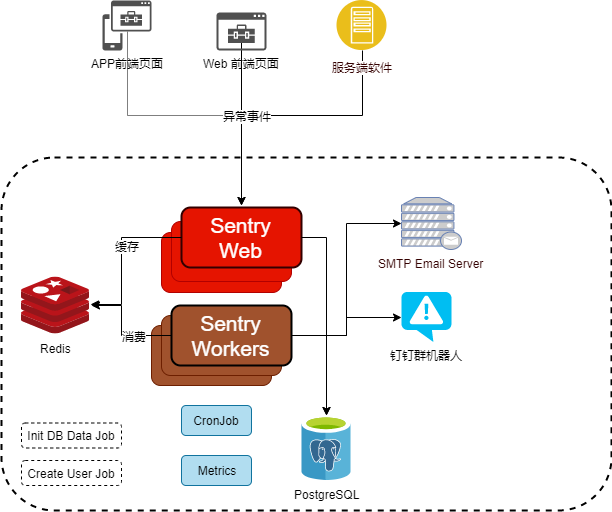 APP前端页面
Web 前端页面
服务端软件
异常事件
Sentry
Web
缓存
SMTP Email Server
Redis
消费
Sentry
Workers
钉钉群机器人
CronJob
Init DB Data Job
Metrics
Create User Job
PostgreSQL